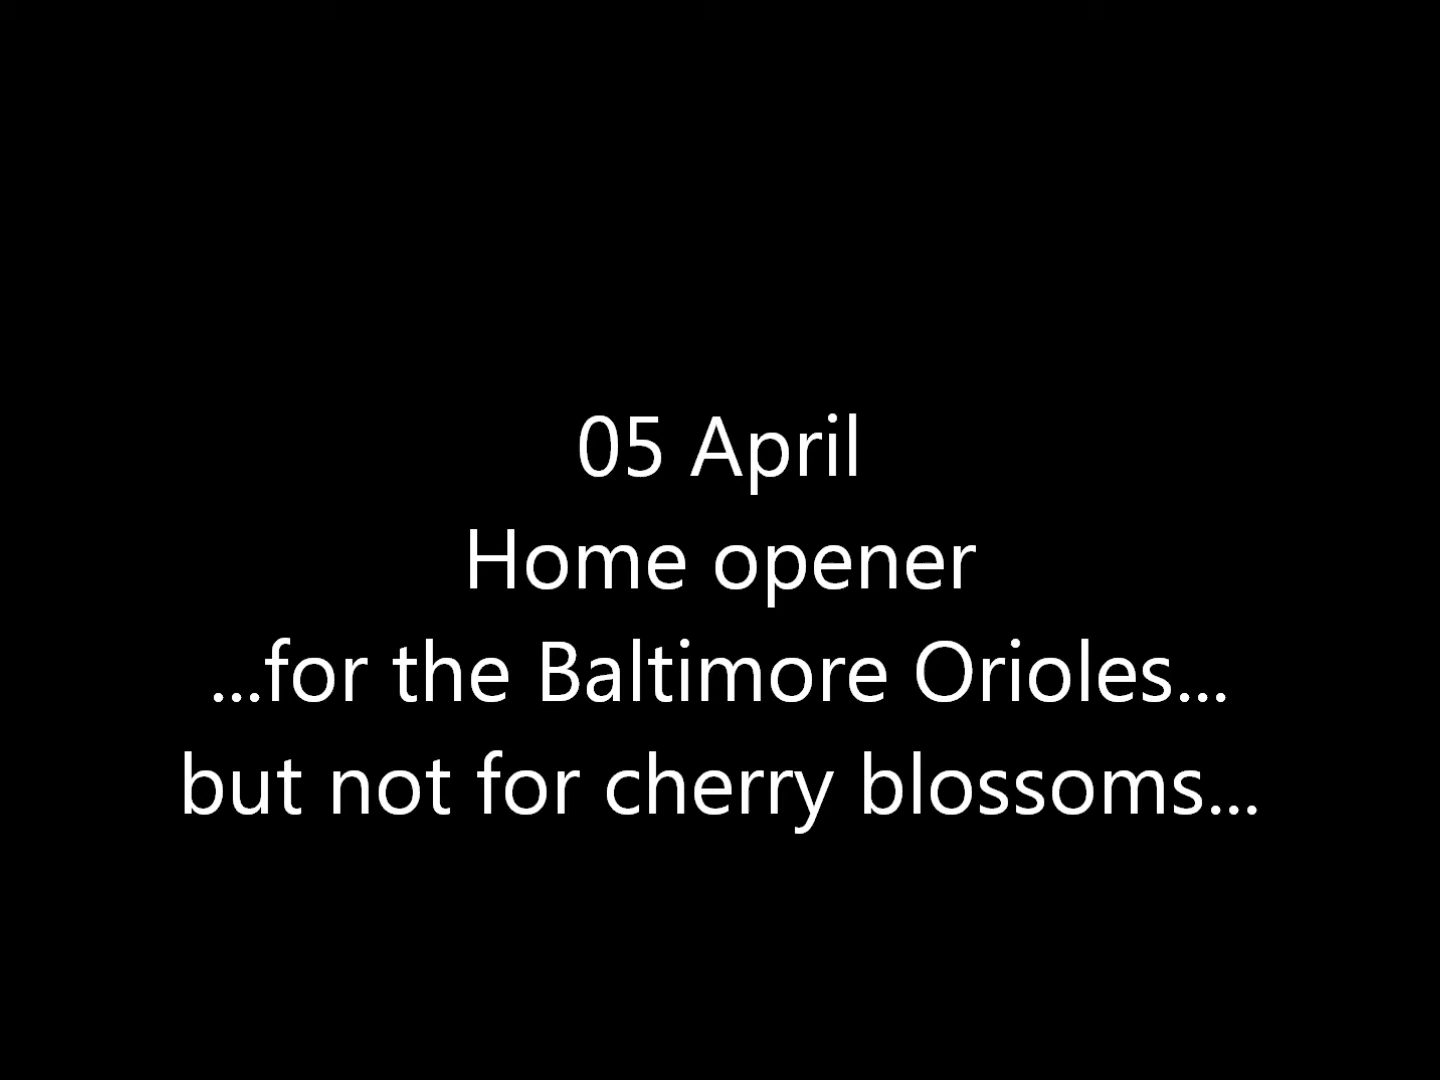 05 April
Home opener
...for the Baltimore Orioles...
but not for cherry blossoms...